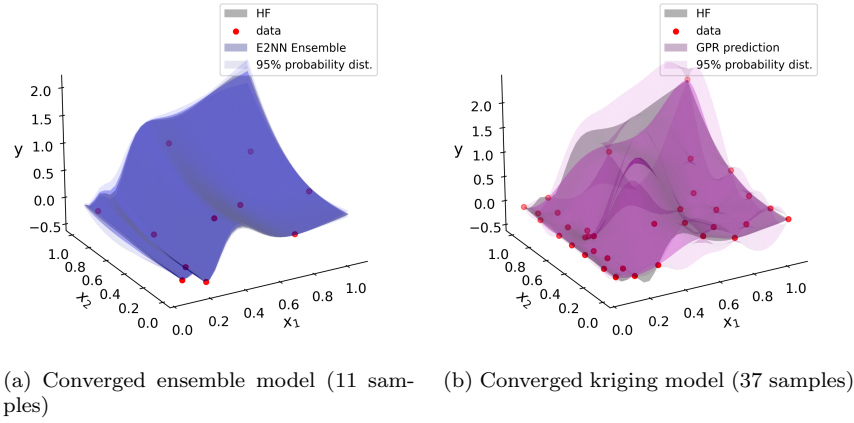 HF
data
E2NN Ensemble
95% probability dist.
2.0
1.5
1.0
0.5
0.0
−0.5
y
1.0
0.8
0.6
0.4
0.2
0.0
x2
0.0
0.2
0.4
0.6
0.8
1.0
x1
(a) Converged ensemble model (11 sam-
ples)
HF
data
GPR prediction
95% probability dist.
2.0
1.5
1.0
0.5
0.0
−0.5
y
1.0
0.8
0.6
0.4
0.2
0.0
x2
0.0
0.2
0.4
0.6
0.8
1.0
x1
(b) Converged kriging model (37 samples)